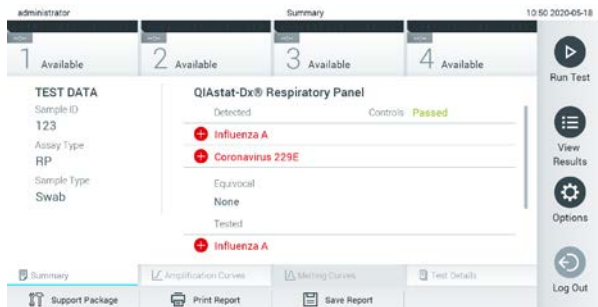 administrator Summary 10:50 2020-05-18
1 Available 2 Available 3 Available 4 Available
Run Test
TEST DATA
Sample ID
123
Assay Type
RP
Sample Type
Swab
QIAstat-Dx® Respiratory Panel
Detected Controls Passed
Influenza A
Coronavirus 229E
Equivocal
None
Tested
Influenza A
View
Results
Options
Log Out
Summary Amplification Curves Melting Curves Test Details
Support Package Print Report Save Report